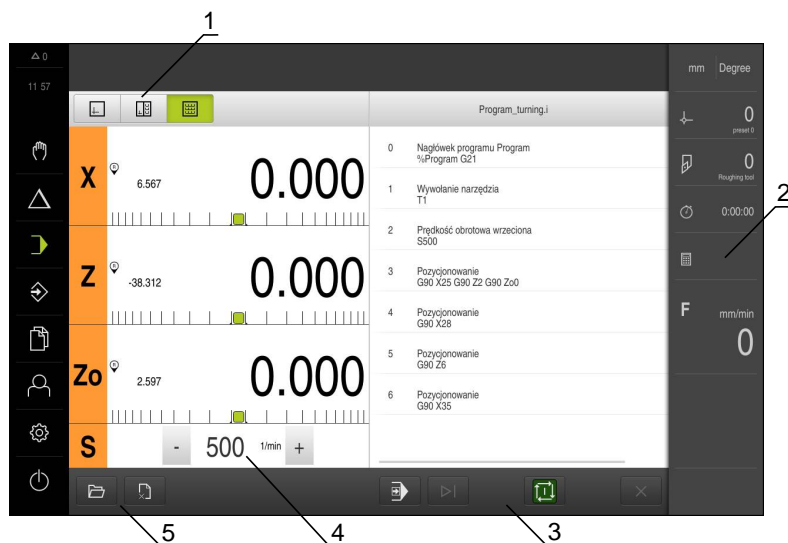 1
0
11 57
mm Degree
Program_turning.i
0
preset 0
0
Roughing tool
0:00:00
2
F mm/min
0
X R 6.567 0.000
Z R -38.312 0.000
Zo R 2.597 0.000
S - 500 1/min +
0 Nagłówek programu Program
%Program G21
1 Wywołanie narzędzia
T1
2 Prędkość obrotowa wrzeciona
S500
3 Pozycjonowanie
G90 X25 G90 Z2 G90 Zo0
4 Pozycjonowanie
G90 X28
5 Pozycjonowanie
G90 Z6
6 Pozycjonowanie
G90 X35
5
4
3